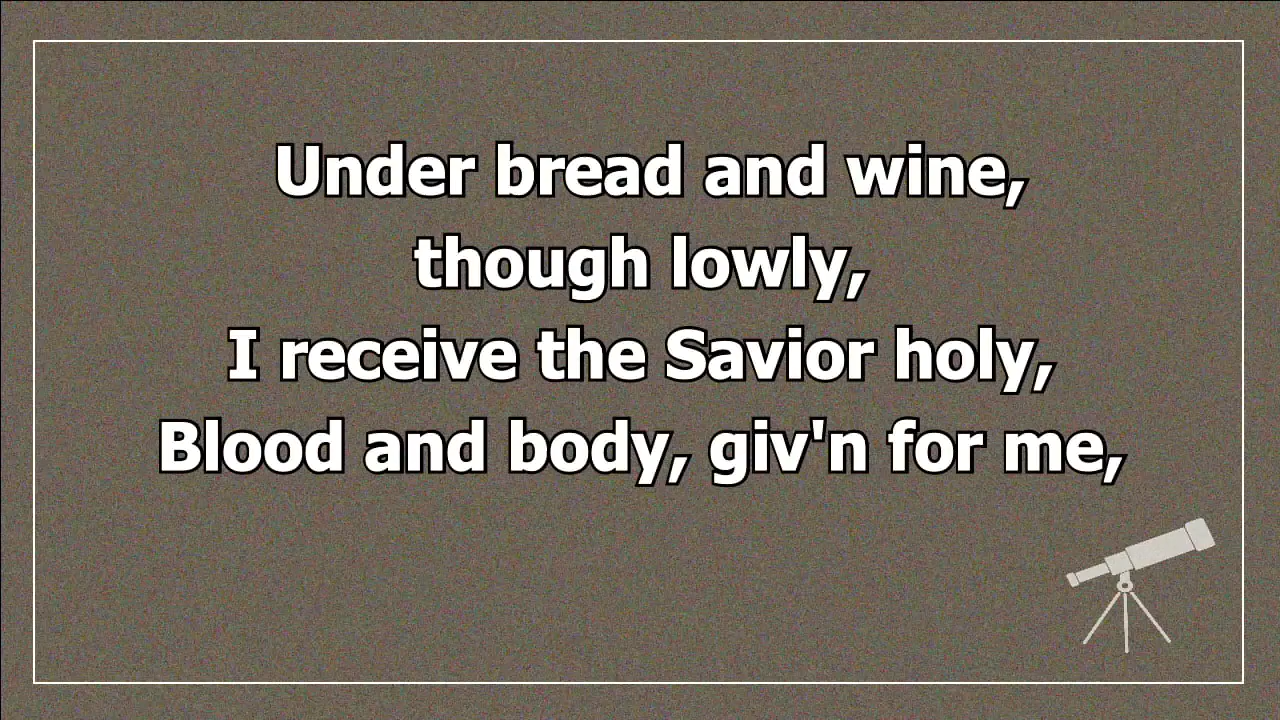 Under bread and wine,
though lowly,
I receive the Savior holy,
Blood and body, giv'n for me,